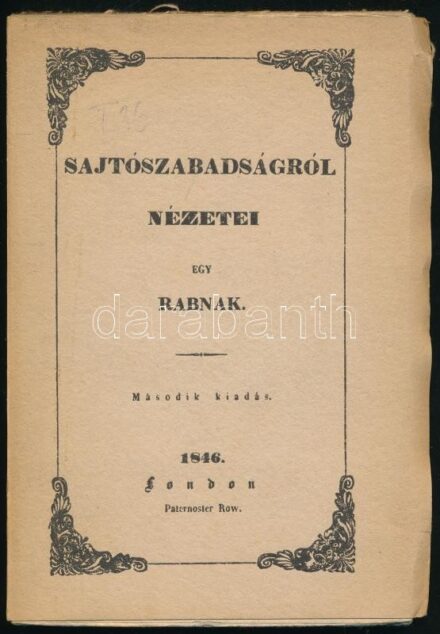 SAJTÓSZABADSÁGRÓL
NÉZETEI
EGY
RABNAK.
darabanth
Második kiadás.
1846.
London
Paternoster Row.